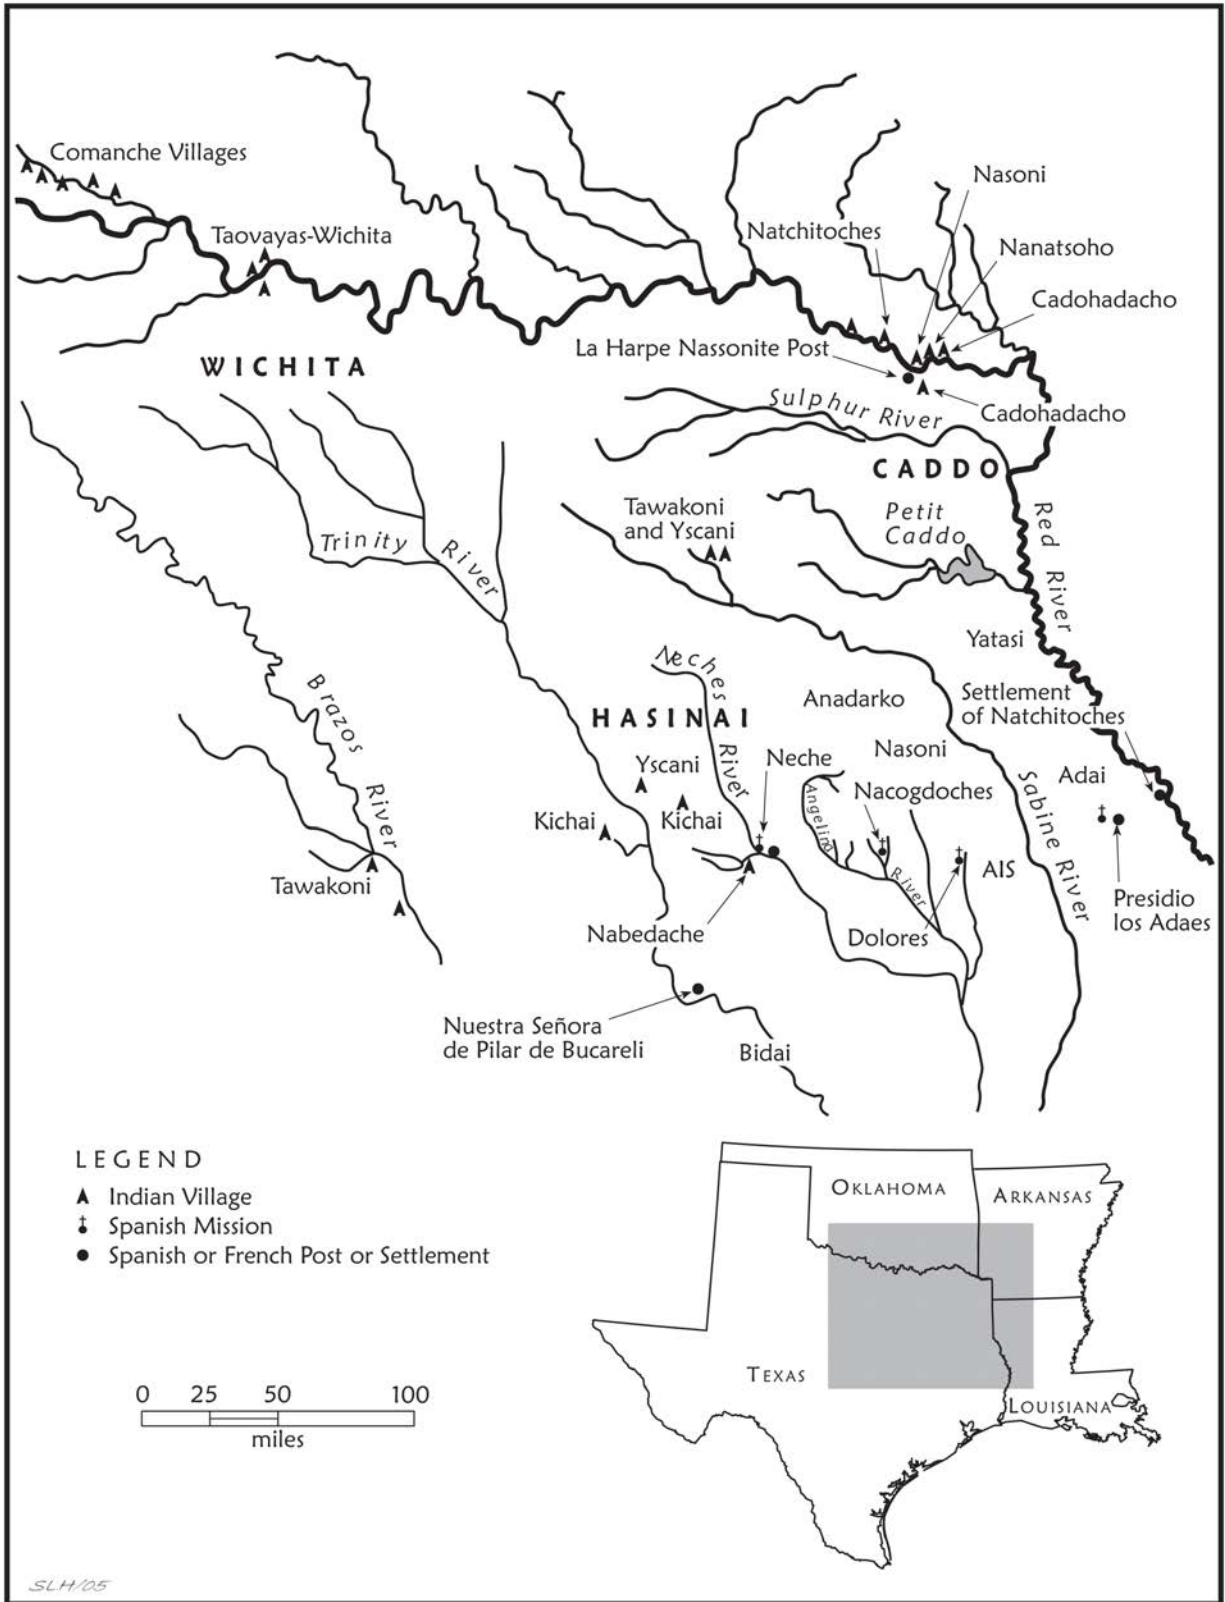 Comanche Villages
Taovayas-Wichita
Nasoni
Natchitoches
Nanatsoho
Cadohadacho
La Harpe Nassonite Post
WICHITA
Sulphur River
Cadohadacho
CADDO
Tawakoni
and Yscani
Petit
Caddo
Red River
Trinity River
Yatasi
Neches River
Brazos River
Anadarko
Settlement
of Natchitoches
HASINAI
Nasoni
Yscani
Neche
Adai
Sabine River
Nacogdoches
Angelina River
Kichai
Kichai
AIS
Tawakoni
Presidio
los Adaes
Nabedache
Dolores
Nuestra Señora
de Pilar de Bucareli
Bidai
LEGEND
Indian Village
Spanish Mission
Spanish or French Post or Settlement
OKLAHOMA
ARKANSAS
TEXAS
LOUISIANA
0 25 50 100
miles
SLH/05